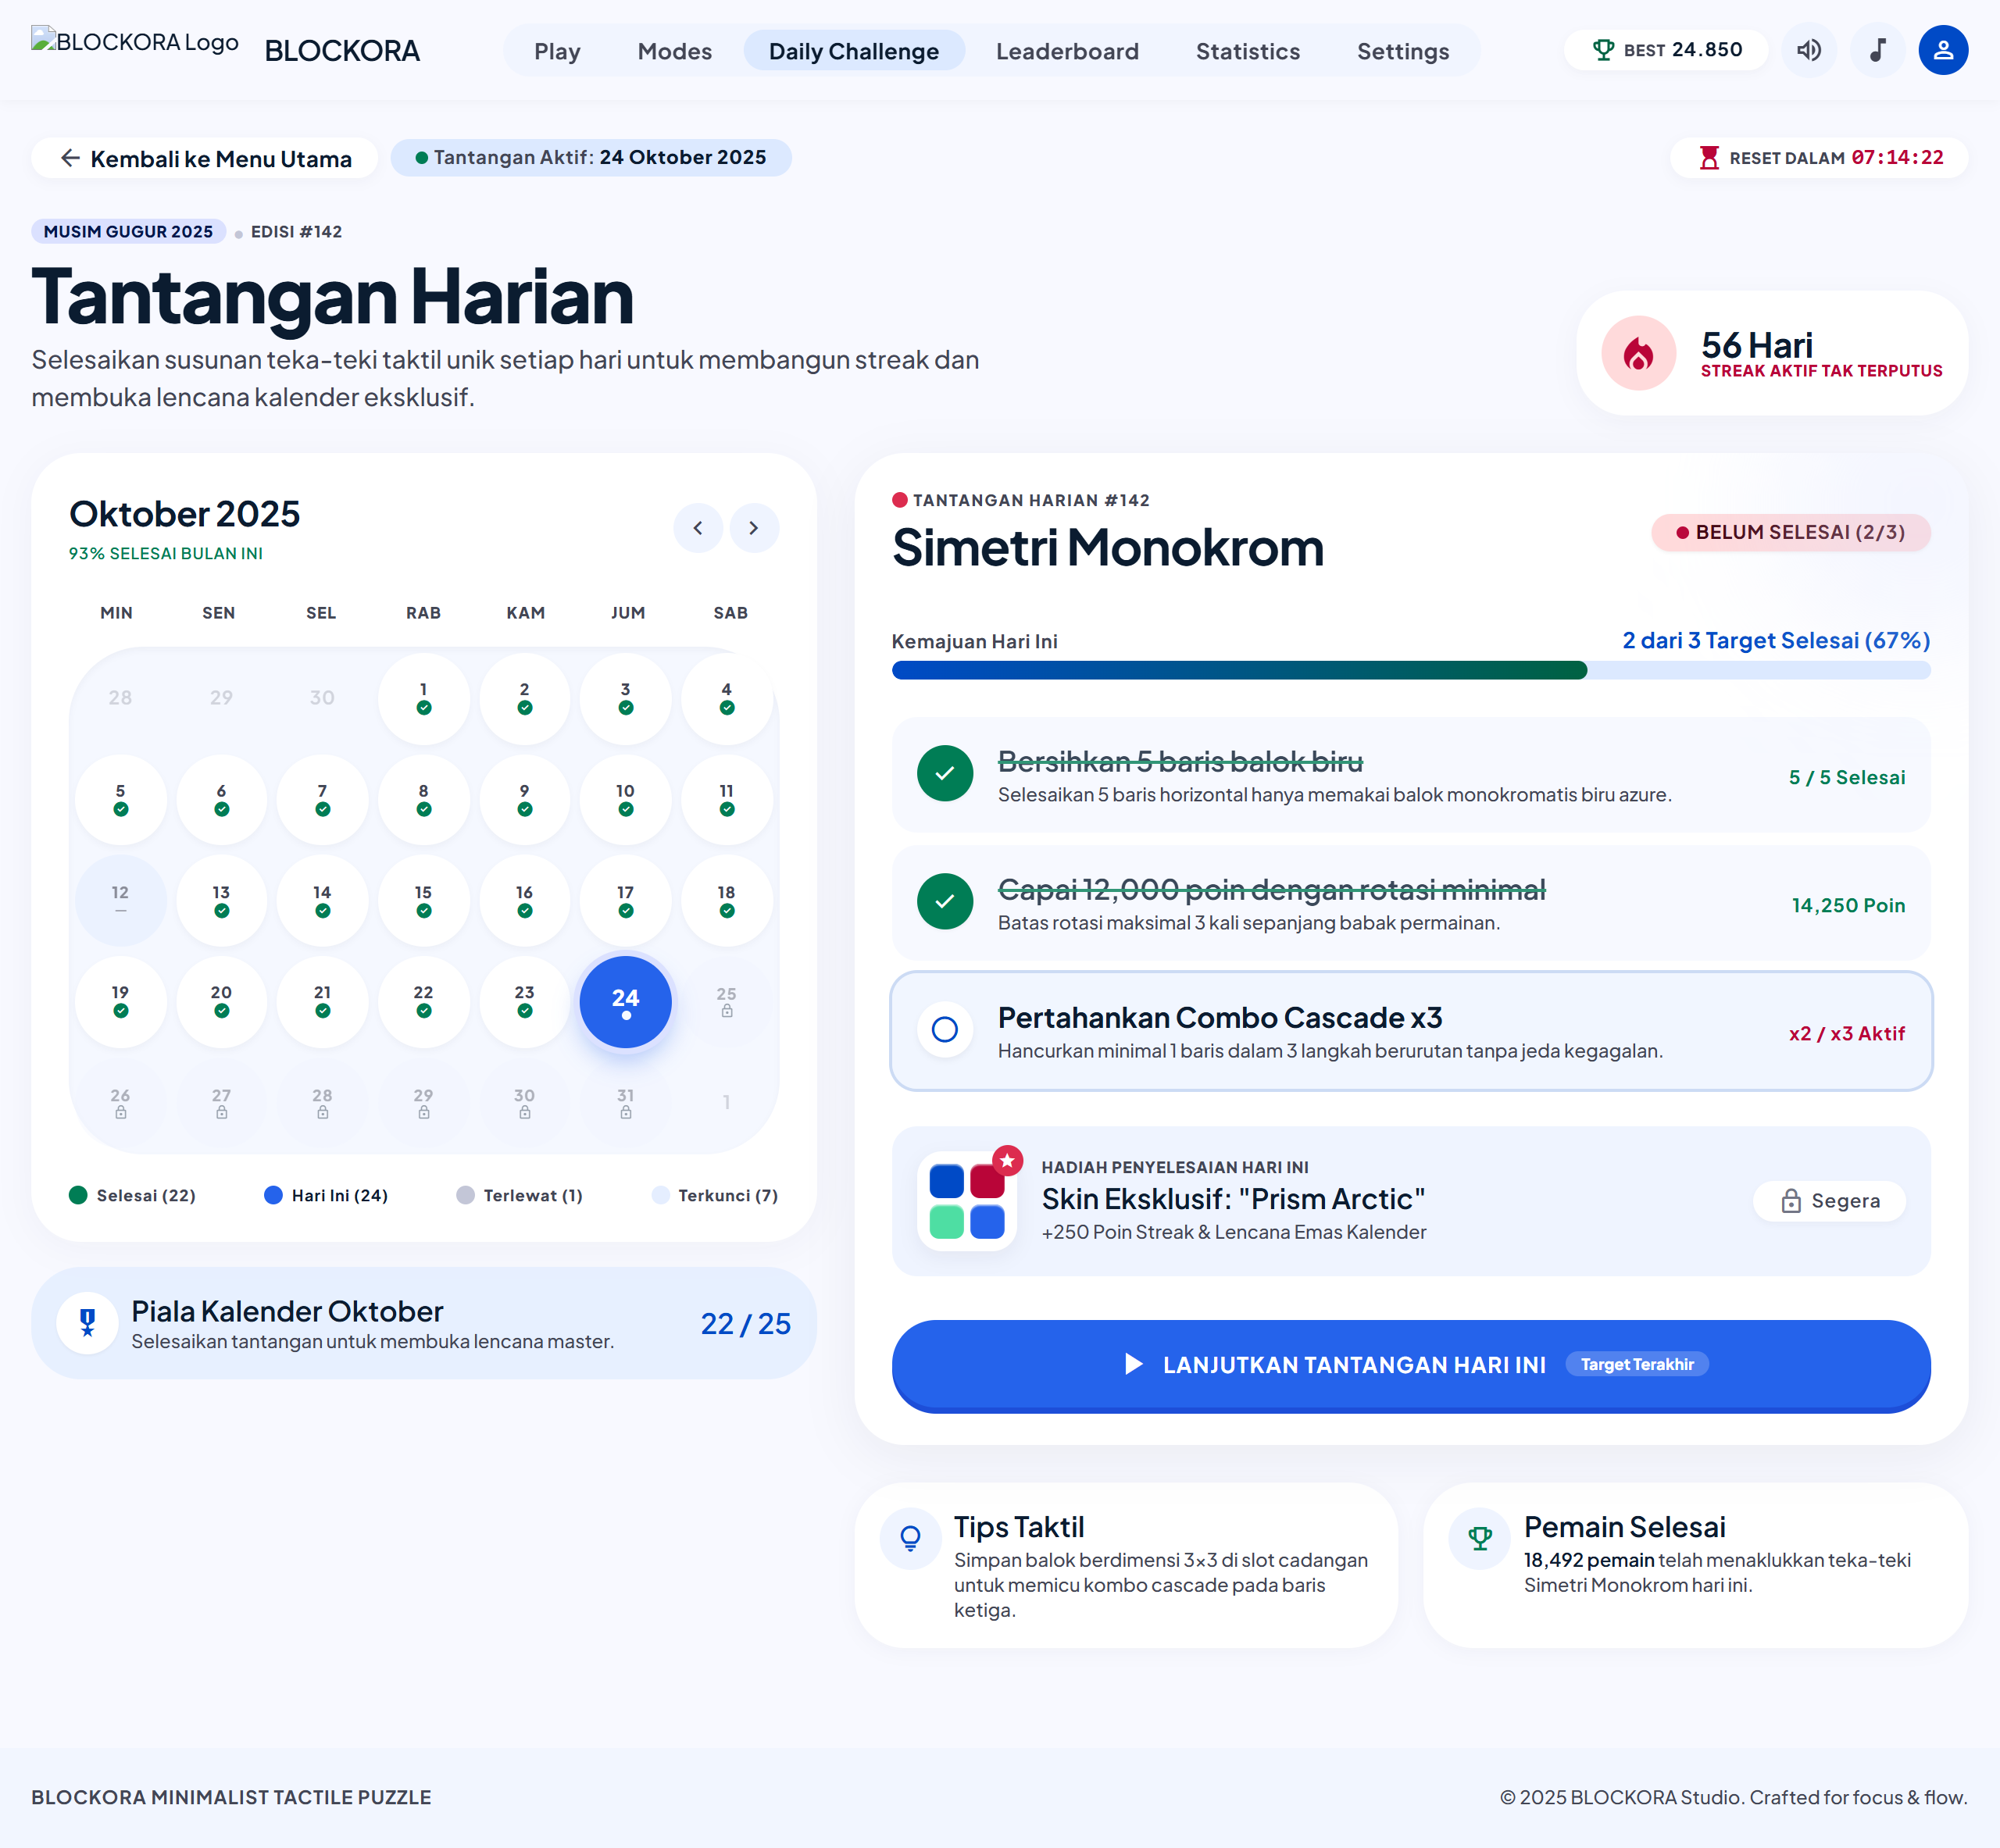 BLOCKORA Logo
BLOCKORA
Play
Modes
Daily Challenge
Leaderboard
Statistics
Settings
BEST 24.850
Kembali ke Menu Utama
Tantangan Aktif: 24 Oktober 2025
RESET DALAM 07:14:22
MUSIM GUGUR 2025
EDISI #142
Tantangan Harian
Selesaikan susunan teka-teki taktil unik setiap hari untuk membangun streak dan
membuka lencana kalender eksklusif.
56 Hari
STREAK AKTIF TAK TERPUTUS
Oktober 2025
93% SELESAI BULAN INI
MIN SEN SEL RAB KAM JUM SAB
28 29 30 1 2 3 4
5 6 7 8 9 10 11
12 13 14 15 16 17 18
19 20 21 22 23 24 25
26 27 28 29 30 31 1
Selesai (22)
Hari Ini (24)
Terlewat (1)
Terkunci (7)
Piala Kalender Oktober
Selesaikan tantangan untuk membuka lencana master.
22 / 25
TANTANGAN HARIAN #142
Simetri Monokrom
BELUM SELESAI (2/3)
Kemajuan Hari Ini
2 dari 3 Target Selesai (67%)
Bersihkan 5 baris balok biru
Selesaikan 5 baris horizontal hanya memakai balok monokromatis biru azure.
5 / 5 Selesai
Capai 12,000 poin dengan rotasi minimal
Batas rotasi maksimal 3 kali sepanjang babak permainan.
14,250 Poin
Pertahankan Combo Cascade x3
Hancurkan minimal 1 baris dalam 3 langkah berurutan tanpa jeda kegagalan.
x2 / x3 Aktif
HADIAH PENYELESAIAN HARI INI
Skin Eksklusif: "Prism Arctic"
+250 Poin Streak & Lencana Emas Kalender
Segera
LANJUTKAN TANTANGAN HARI INI
Target Terakhir
Tips Taktil
Simpan balok berdimensi 3×3 di slot cadangan
untuk memicu kombo cascade pada baris
ketiga.
Pemain Selesai
18,492 pemain telah menaklukkan teka-teki
Simetri Monokrom hari ini.
BLOCKORA MINIMALIST TACTILE PUZZLE
© 2025 BLOCKORA Studio. Crafted for focus & flow.